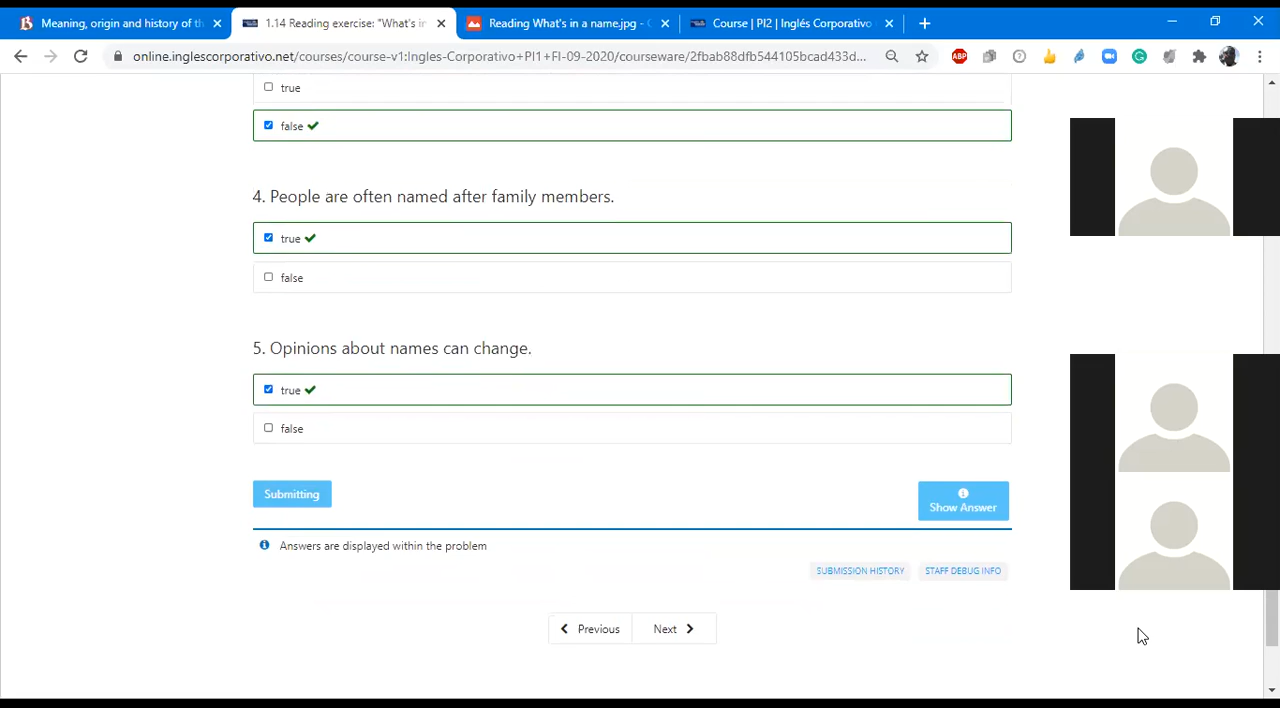 Meaning, origin and history of th
1.14 Reading exercise: "What's in
Reading What's in a name.jpg - G
Course | PI2 | Inglés Corporativo
online.inglescorporativo.net/courses/course-v1:Ingles-Corporativo+PI1+FI-09-2020/courseware/2fbab88dfb544105bcad433d...
ABP
true
false
4. People are often named after family members.
true
false
5. Opinions about names can change.
true
false
Submitting
Show Answer
Answers are displayed within the problem
SUBMISSION HISTORY
STAFF DEBUG INFO
Previous
Next